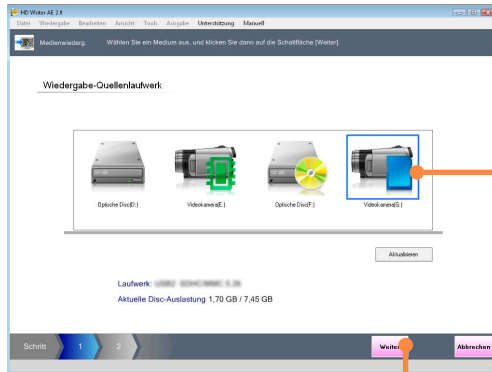 HD Writer AE 2.0
Datei Wiedergabe Bearbeiten Ansicht Tools Ausgabe Unterstützung Manuell
Medienwiederg. Wählen Sie ein Medium aus, und klicken Sie dann auf die Schaltfläche [Weiter].
Wiedergabe-Quellenlaufwerk
Optische Disc(D:) Videokamera(E:) Optische Disc(F:) Videokamera(G:)
Aktualisieren
Laufwerk:
Aktuelle Disc-Auslastung 1,70 GB / 7,45 GB
Schritt 1 2 Weiter Abbrechen